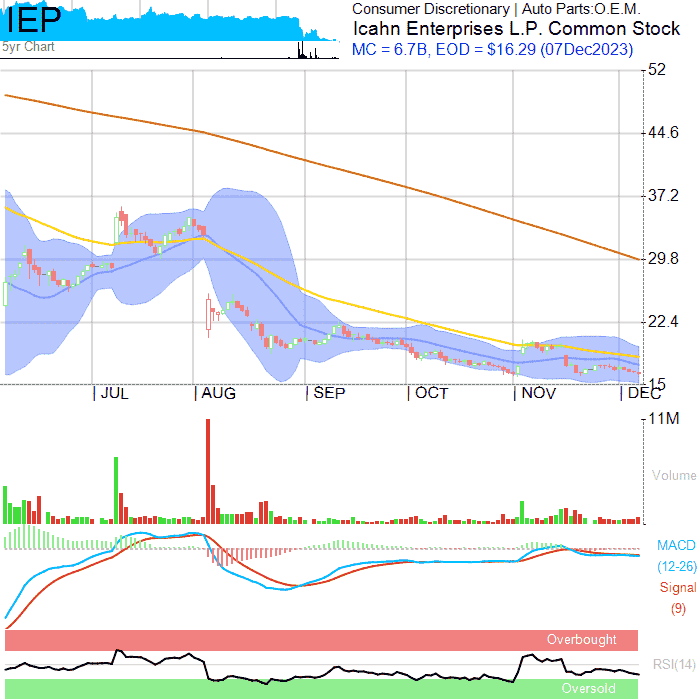 IEP
5yr Chart
Consumer Discretionary | Auto Parts:O.E.M.
Icahn Enterprises L.P. Common Stock
MC = 6.7B, EOD = $16.29 (07Dec2023)
52
44.6
37.2
29.8
22.4
15
JUL AUG SEP OCT NOV DEC
11M
Volume
MACD
(12-26)
Signal
(9)
Overbought
RSI(14)
Oversold